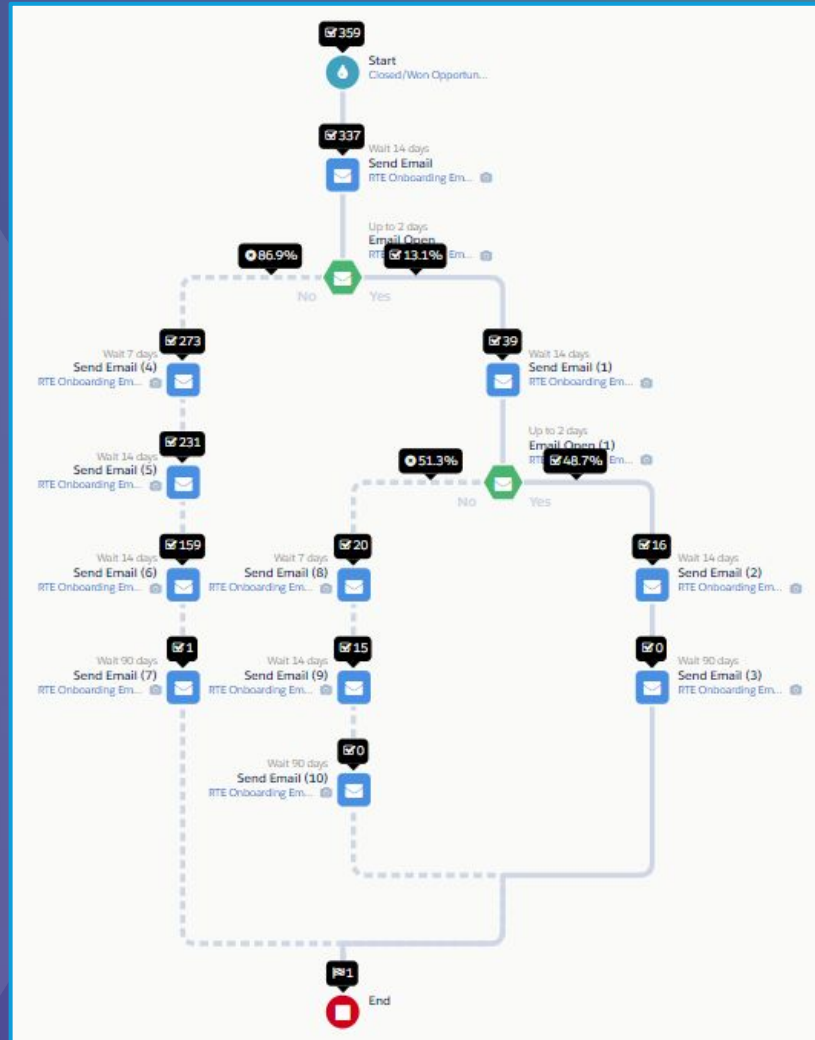 359
Start
Closed/Won Opportun...
337
Wait 14 days
Send Email
RTE Onboarding Em...
Up to 2 days
Email Open
RTE Em...
86.9%
13.1%
No
Yes
273
Wait 7 days
Send Email (4)
RTE Onboarding Em...
39
Wait 14 days
Send Email (1)
RTE Onboarding Em...
231
Wait 14 days
Send Email (5)
RTE Onboarding Em...
Up to 2 days
Email Open (1)
RTE Em...
51.3%
48.7%
No
Yes
159
Wait 14 days
Send Email (6)
RTE Onboarding Em...
20
Wait 7 days
Send Email (8)
RTE Onboarding Em...
16
Wait 14 days
Send Email (2)
RTE Onboarding Em...
1
Wait 90 days
Send Email (7)
RTE Onboarding Em...
15
Wait 14 days
Send Email (9)
RTE Onboarding Em...
0
Wait 90 days
Send Email (3)
RTE Onboarding Em...
0
Wait 90 days
Send Email (10)
RTE Onboarding Em...
1
End